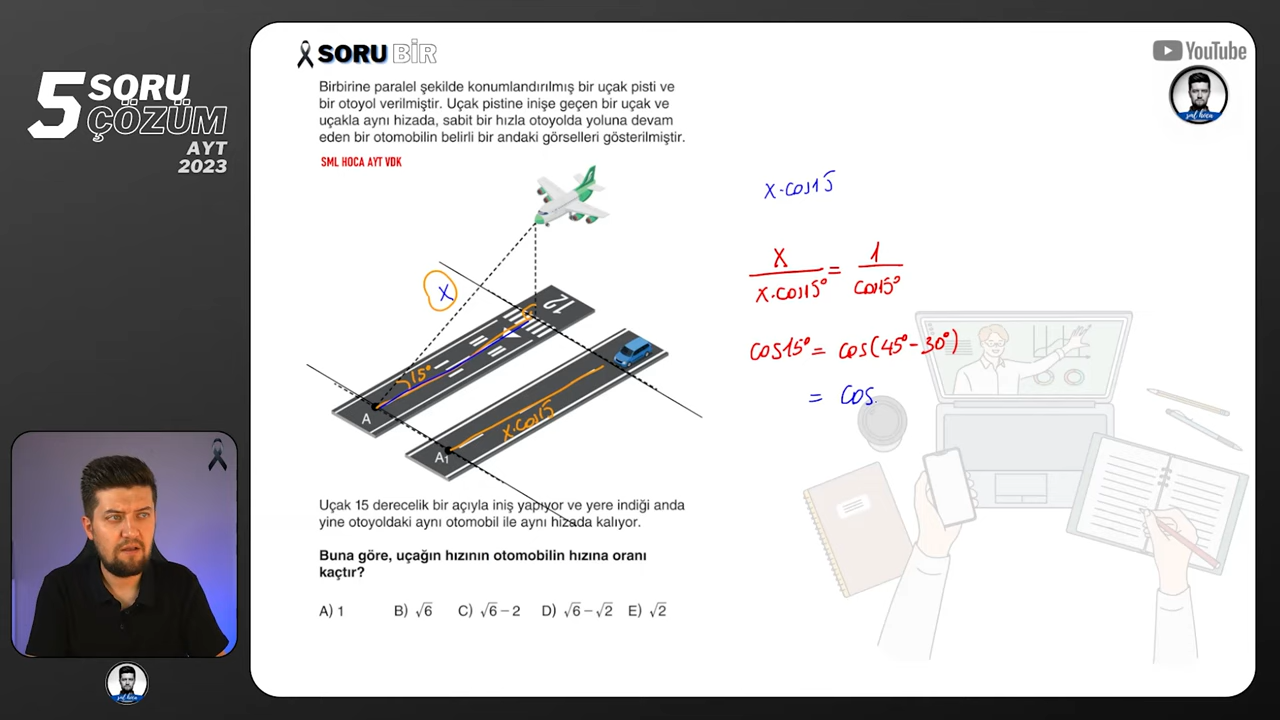 5 SORU
ÇÖZÜM
AYT
2023
SORU BİR
YouTube
sml hoca
Birbirine paralel şekilde konumlandırılmış bir uçak pisti ve
bir otoyol verilmiştir. Uçak pistine inişe geçen bir uçak ve
uçakla aynı hizada, sabit bir hızla otoyolda yoluna devam
eden bir otomobilin belirli bir andaki görselleri gösterilmiştir.
SML HOCA AYT VDK
x
12
15°
A
x.cos15
A1
x.cos15
x / x.cos15° = 1 / cos15°
cos15° = cos(45° - 30°)
= cos
Uçak 15 derecelik bir açıyla iniş yapıyor ve yere indiği anda
yine otoyoldaki aynı otomobil ile aynı hizada kalıyor.
Buna göre, uçağın hızının otomobilin hızına oranı
kaçtır?
A) 1 B) √6 C) √6 – 2 D) √6 – √2 E) √2
sml hoca